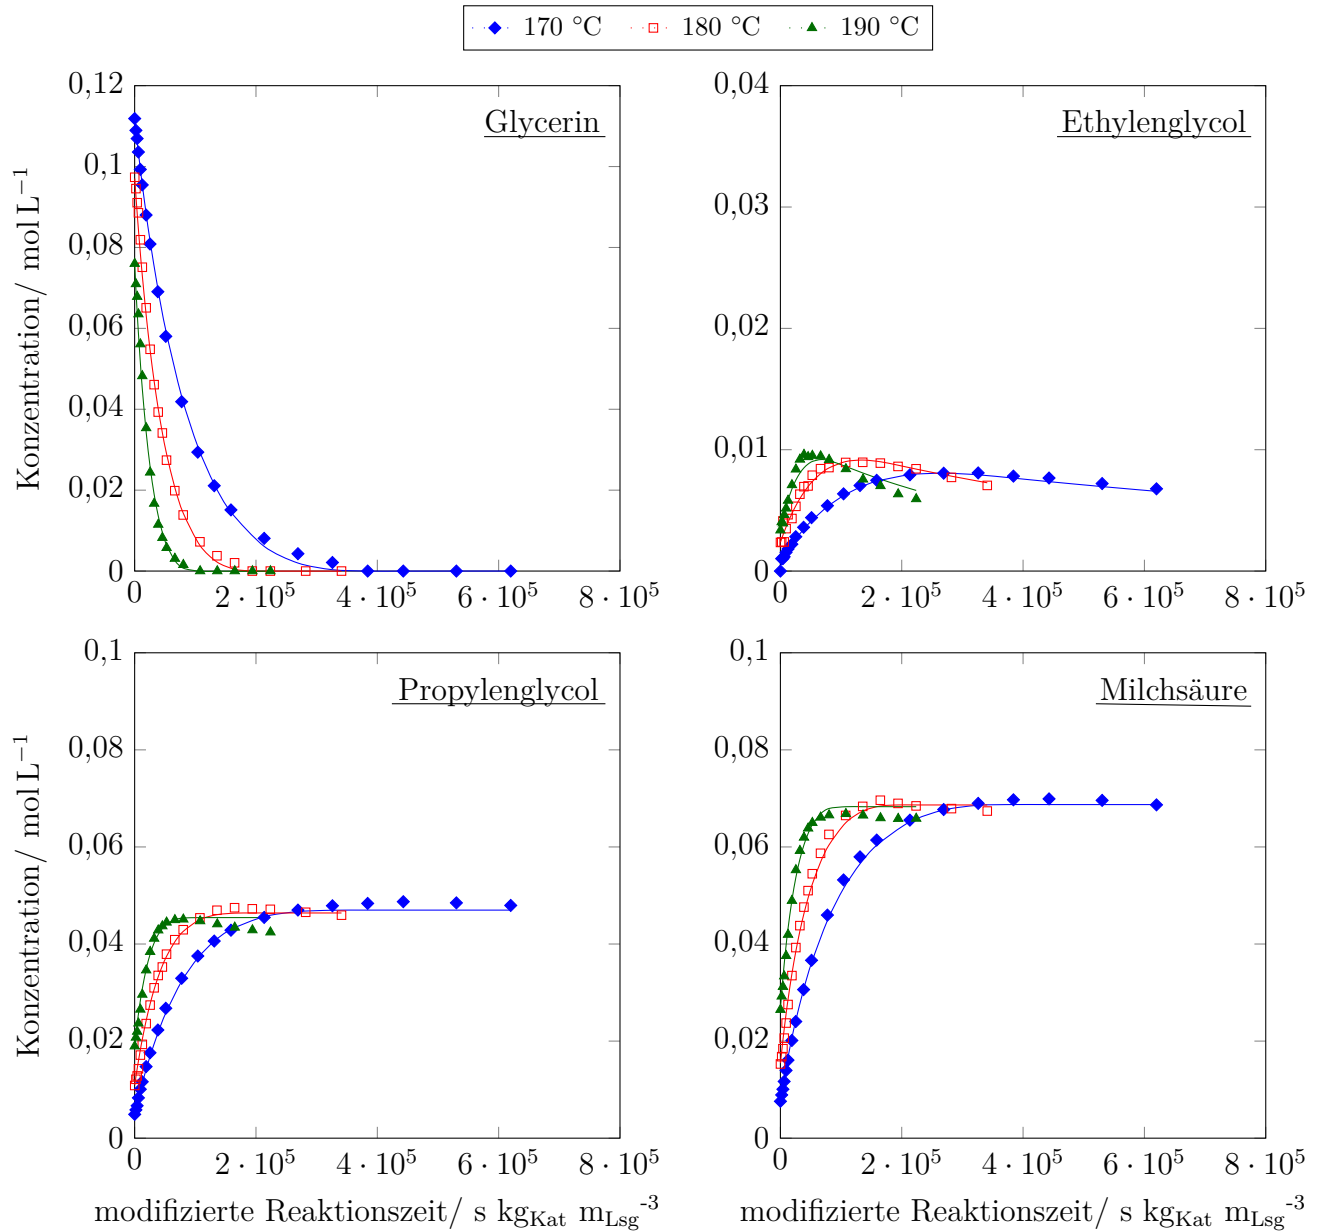 170 °C 180 °C 190 °C
Glycerin
Konzentration/ mol L⁻¹
0,12
0,1
0,08
0,06
0,04
0,02
0
0 2 · 10⁵ 4 · 10⁵ 6 · 10⁵ 8 · 10⁵
Ethylenglycol
0,04
0,03
0,02
0,01
0
0 2 · 10⁵ 4 · 10⁵ 6 · 10⁵ 8 · 10⁵
Propylenglycol
Konzentration/ mol L⁻¹
0,1
0,08
0,06
0,04
0,02
0
0 2 · 10⁵ 4 · 10⁵ 6 · 10⁵ 8 · 10⁵
modifizierte Reaktionszeit/ s kg_Kat m_Lsg⁻³
Milchsäure
0,1
0,08
0,06
0,04
0,02
0
0 2 · 10⁵ 4 · 10⁵ 6 · 10⁵ 8 · 10⁵
modifizierte Reaktionszeit/ s kg_Kat m_Lsg⁻³